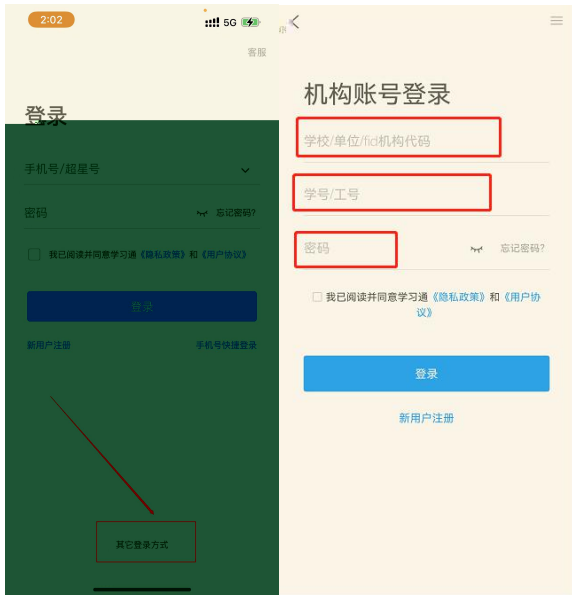 2:02
5G
客服
登录
手机号/超星号
密码
忘记密码?
我已阅读并同意学习通《隐私政策》和《用户协议》
登录
新用户注册
手机号快捷登录
其它登录方式
机构账号登录
学校/单位/fid机构代码
学号/工号
密码
忘记密码?
我已阅读并同意学习通《隐私政策》和《用户协
议》
登录
新用户注册